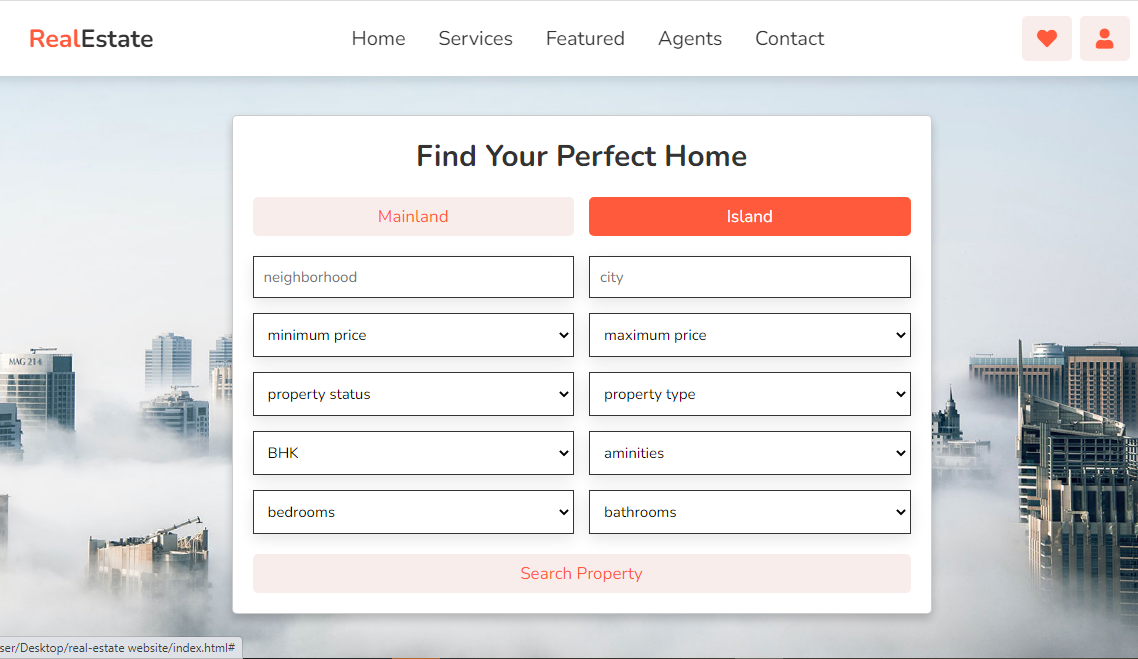 RealEstate
Home Services Featured Agents Contact
Find Your Perfect Home
Mainland Island
neighborhood city
minimum price maximum price
property status property type
BHK aminities
bedrooms bathrooms
Search Property
MAG 214
ser/Desktop/real-estate website/index.html#